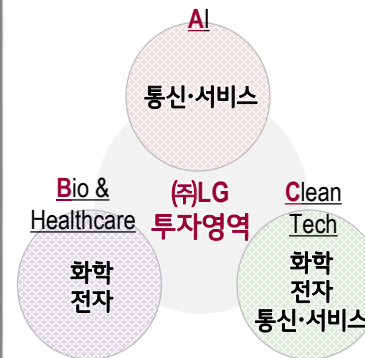 AI
통신·서비스
㈜LG
투자영역
Bio &
Healthcare
화학
전자
Clean
Tech
화학
전자
통신·서비스